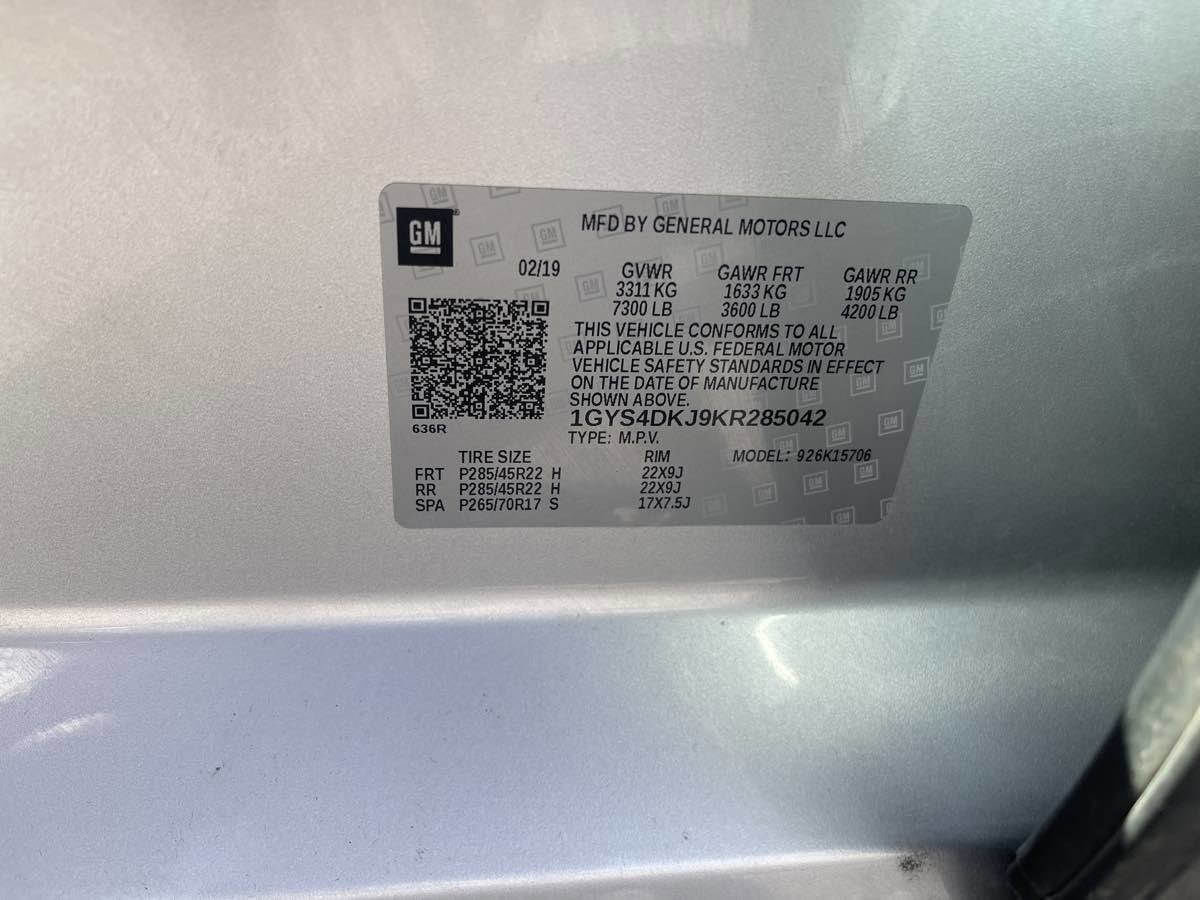 GM
MFD BY GENERAL MOTORS LLC
02/19 GVWR GAWR FRT GAWR RR
3311 KG 1633 KG 1905 KG
7300 LB 3600 LB 4200 LB
THIS VEHICLE CONFORMS TO ALL
APPLICABLE U.S. FEDERAL MOTOR
VEHICLE SAFETY STANDARDS IN EFFECT
ON THE DATE OF MANUFACTURE
SHOWN ABOVE.
1GYS4DKJ9KR285042
636R
TYPE: M.P.V.
TIRE SIZE RIM MODEL: 926K15706
FRT P285/45R22 H 22X9J
RR P285/45R22 H 22X9J
SPA P265/70R17 S 17X7.5J